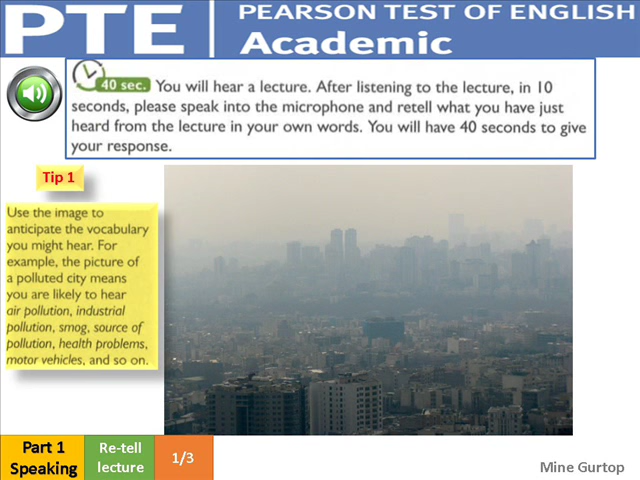 PTE
PEARSON TEST OF ENGLISH
Academic
40 sec. You will hear a lecture. After listening to the lecture, in 10
seconds, please speak into the microphone and retell what you have just
heard from the lecture in your own words. You will have 40 seconds to give
your response.
Tip 1
Use the image to
anticipate the vocabulary
you might hear. For
example, the picture of
a polluted city means
you are likely to hear
air pollution, industrial
pollution, smog, source of
pollution, health problems,
motor vehicles, and so on.
Part 1
Speaking
Re-tell
lecture
1/3
Mine Gurtop